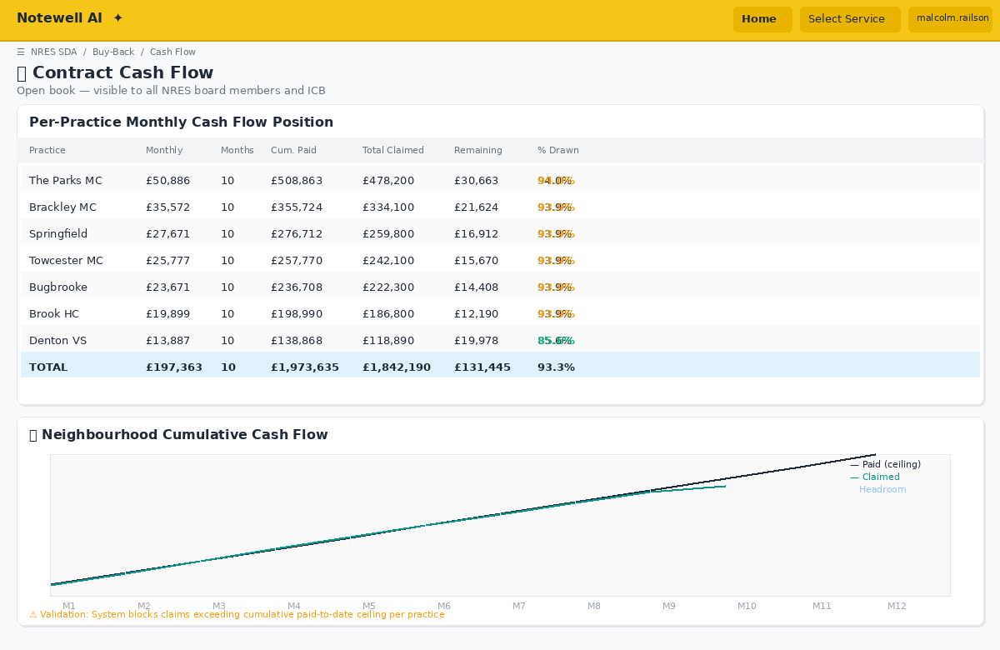 Notewell AI ✦
Home
Select Service
malcolm.railson
☰ NRES SDA / Buy-Back / Cash Flow
Contract Cash Flow
Open book — visible to all NRES board members and ICB
Per-Practice Monthly Cash Flow Position
Practice Monthly Months Cum. Paid Total Claimed Remaining % Drawn
The Parks MC £50,886 10 £508,863 £478,200 £30,663 94.0%
Brackley MC £35,572 10 £355,724 £334,100 £21,624 93.9%
Springfield £27,671 10 £276,712 £259,800 £16,912 93.9%
Towcester MC £25,777 10 £257,770 £242,100 £15,670 93.9%
Bugbrooke £23,671 10 £236,708 £222,300 £14,408 93.9%
Brook HC £19,899 10 £198,990 £186,800 £12,190 93.9%
Denton VS £13,887 10 £138,868 £118,890 £19,978 85.6%
TOTAL £197,363 10 £1,973,635 £1,842,190 £131,445 93.3%
Neighbourhood Cumulative Cash Flow
— Paid (ceiling)
— Claimed
Headroom
M1 M2 M3 M4 M5 M6 M7 M8 M9 M10 M11 M12
⚠ Validation: System blocks claims exceeding cumulative paid-to-date ceiling per practice